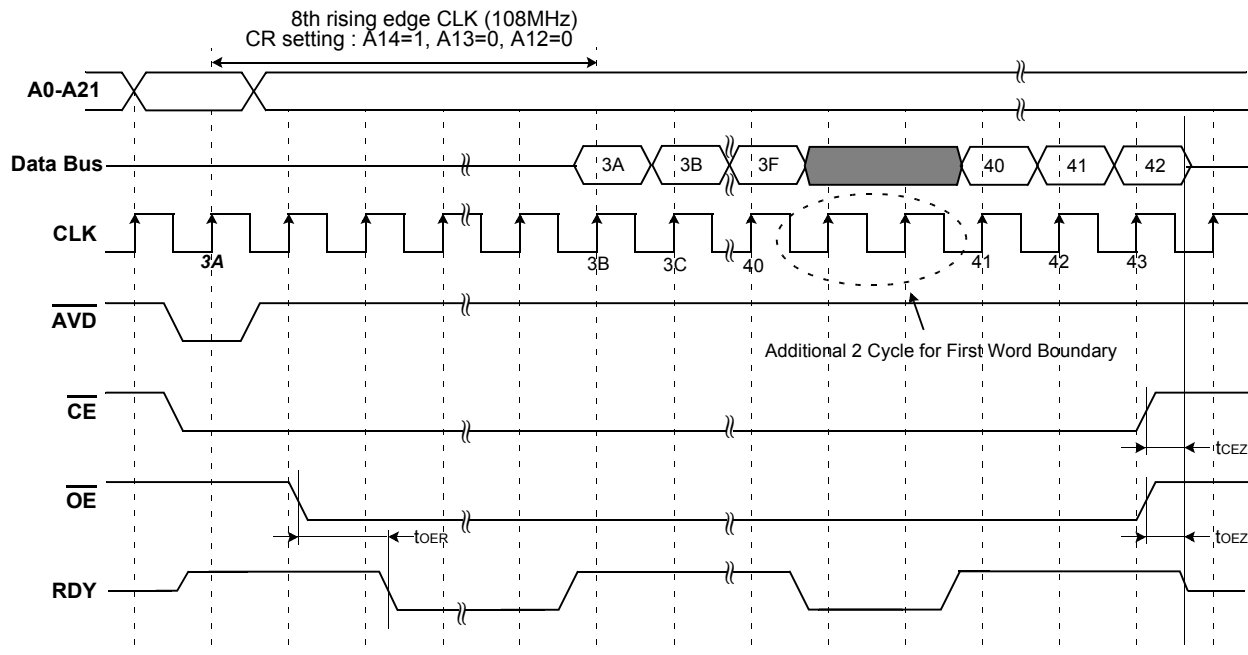 8th rising edge CLK (108MHz)
CR setting : A14=1, A13=0, A12=0
A0-A21
Data Bus
3A 3B 3F 40 41 42
CLK
3A 3B 3C 40 41 42 43
AVD
Additional 2 Cycle for First Word Boundary
CE
tCEZ
OE
tOER
tOEZ
RDY